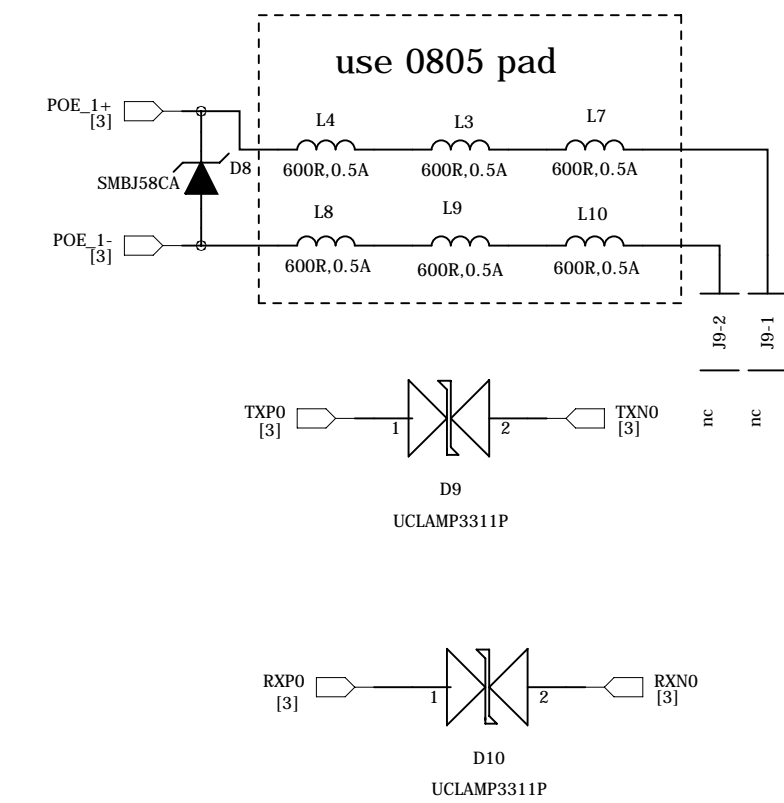 use 0805 pad
POE_1+
[3]
L4
L3
L7
600R,0.5A
600R,0.5A
600R,0.5A
D8
SMBJ58CA
L8
L9
L10
POE_1-
[3]
600R,0.5A
600R,0.5A
600R,0.5A
J9-2
J9-1
nc
nc
TXP0
[3]
1
2
TXN0
[3]
D9
UCLAMP3311P
RXP0
[3]
1
2
RXN0
[3]
D10
UCLAMP3311P